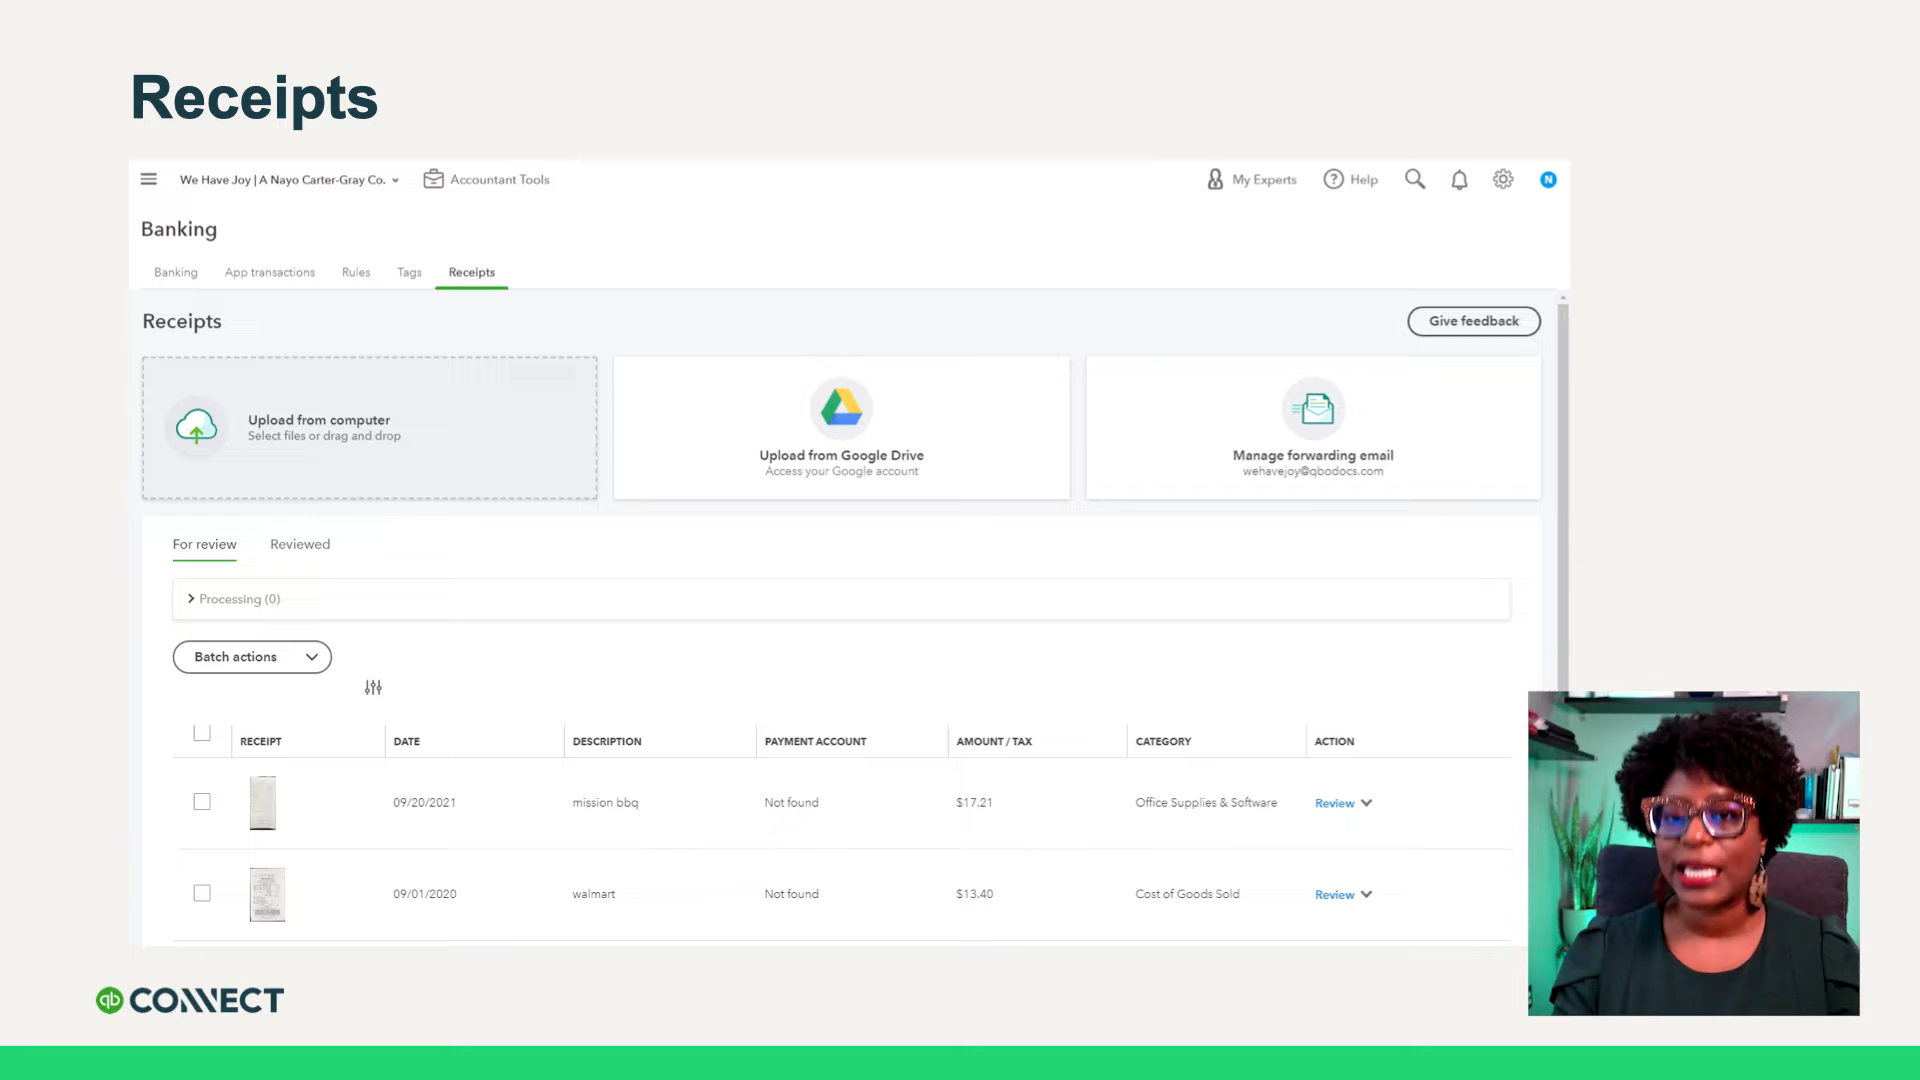 Receipts
We Have Joy | A Nayo Carter-Gray Co.
Accountant Tools
My Experts
Help
N
Banking
Banking
App transactions
Rules
Tags
Receipts
Receipts
Give feedback
Upload from computer
Select files or drag and drop
Upload from Google Drive
Access your Google account
Manage forwarding email
wehavejoy@qbodocs.com
For review
Reviewed
Processing (0)
Batch actions
RECEIPT DATE DESCRIPTION PAYMENT ACCOUNT AMOUNT / TAX CATEGORY ACTION
09/20/2021 mission bbq Not found $17.21 Office Supplies & Software Review
09/01/2020 walmart Not found $13.40 Cost of Goods Sold Review
qb CONNECT